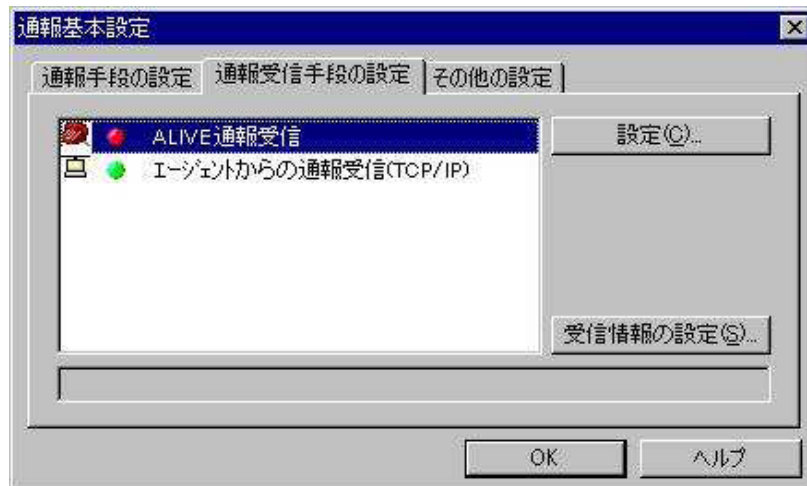 通報基本設定
通報手段の設定 通報受信手段の設定 その他の設定
ALIVE通報受信 設定(C)...
エージェントからの通報受信(TCP/IP)
受信情報の設定(S)...
OK ヘルプ